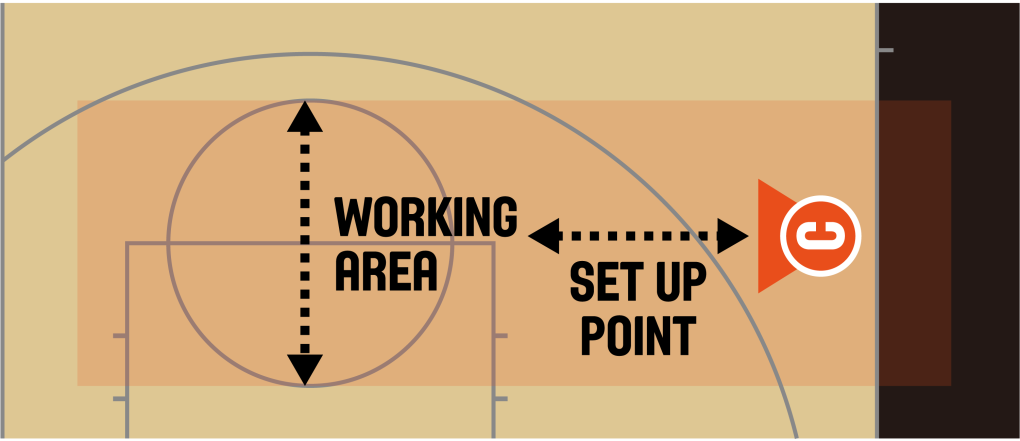 WORKING
AREA
SET UP
POINT
C